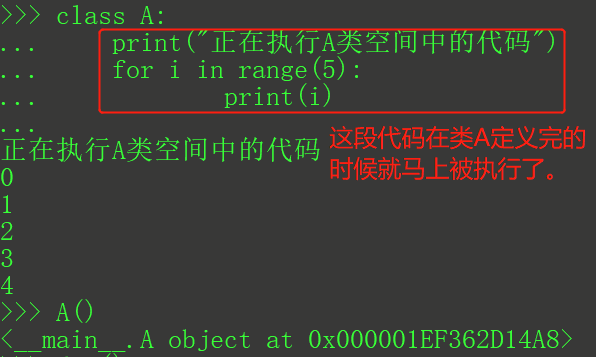 >>> class A:
...     print("正在执行A类空间中的代码")
...     for i in range(5):
...             print(i)
...
正在执行A类空间中的代码
这段代码在类A定义完的
时候就马上被执行了。
0
1
2
3
4
>>> A()
<__main__.A object at 0x000001EF362D14A8>